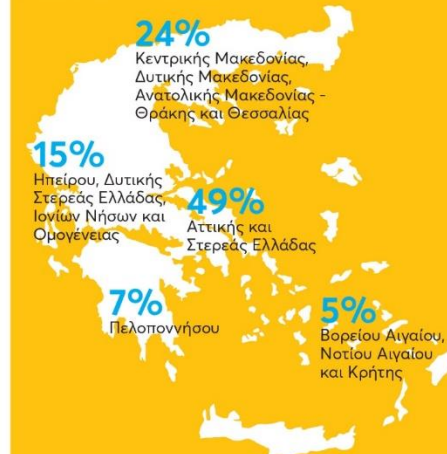 24%
Κεντρικής Μακεδονίας,
Δυτικής Μακεδονίας,
Ανατολικής Μακεδονίας -
Θράκης και Θεσσαλίας
15%
Ηπείρου, Δυτικής
Στερεάς Ελλάδας,
Ιονίων Νήσων και
Ομογένειας
49%
Αττικής και
Στερεάς Ελλάδας
7%
Πελοποννήσου
5%
Βορείου Αιγαίου,
Νοτίου Αιγαίου
και Κρήτης